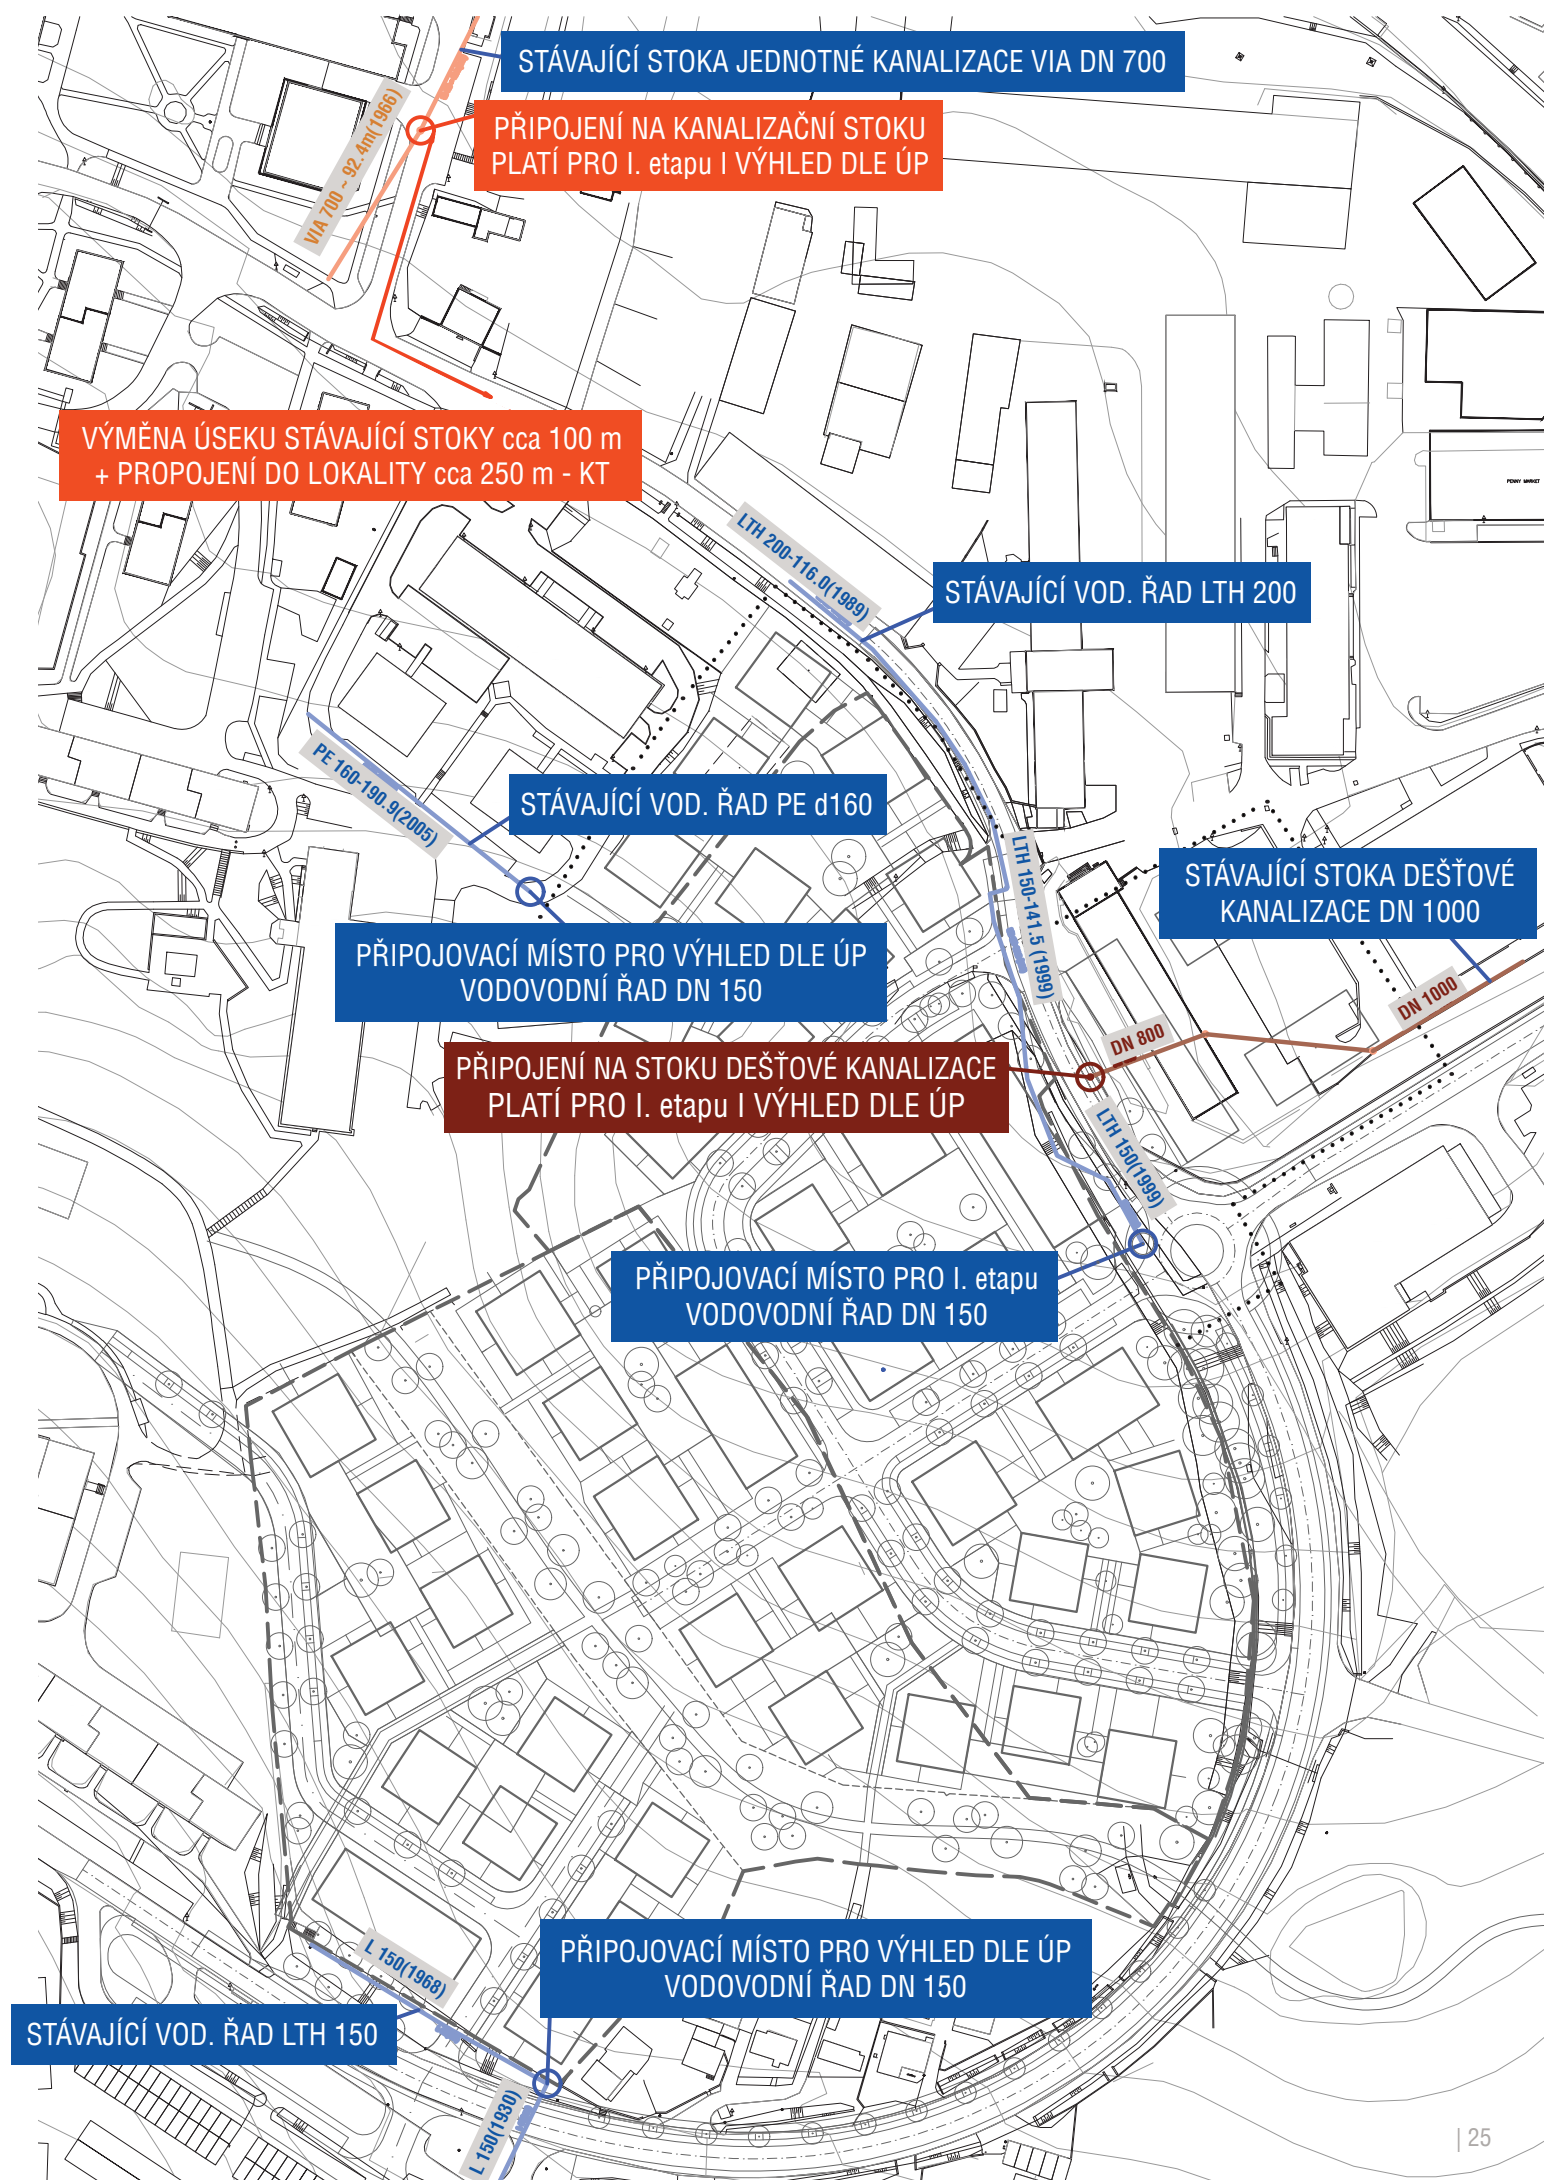 STÁVAJÍCÍ STOKA JEDNOTNÉ KANALIZACE VIA DN 700
PŘIPOJENÍ NA KANALIZAČNÍ STOKU
PLATÍ PRO I. etapu I VÝHLED DLE ÚP
VIA 700 ~ 92.4m(1966)
VÝMĚNA ÚSEKU STÁVAJÍCÍ STOKY cca 100 m
+ PROPOJENÍ DO LOKALITY cca 250 m - KT
PENNY MARKET
LTH 200-116.0(1989)
STÁVAJÍCÍ VOD. ŘAD LTH 200
PE 160-190.9(2005)
STÁVAJÍCÍ VOD. ŘAD PE d160
LTH 150-141.5 (1999)
STÁVAJÍCÍ STOKA DEŠŤOVÉ
KANALIZACE DN 1000
PŘIPOJOVACÍ MÍSTO PRO VÝHLED DLE ÚP
VODOVODNÍ ŘAD DN 150
DN 1000
DN 800
PŘIPOJENÍ NA STOKU DEŠŤOVÉ KANALIZACE
PLATÍ PRO I. etapu I VÝHLED DLE ÚP
LTH 150(1999)
PŘIPOJOVACÍ MÍSTO PRO I. etapu
VODOVODNÍ ŘAD DN 150
PŘIPOJOVACÍ MÍSTO PRO VÝHLED DLE ÚP
VODOVODNÍ ŘAD DN 150
L 150(1968)
STÁVAJÍCÍ VOD. ŘAD LTH 150
L 150(1930)
| 25